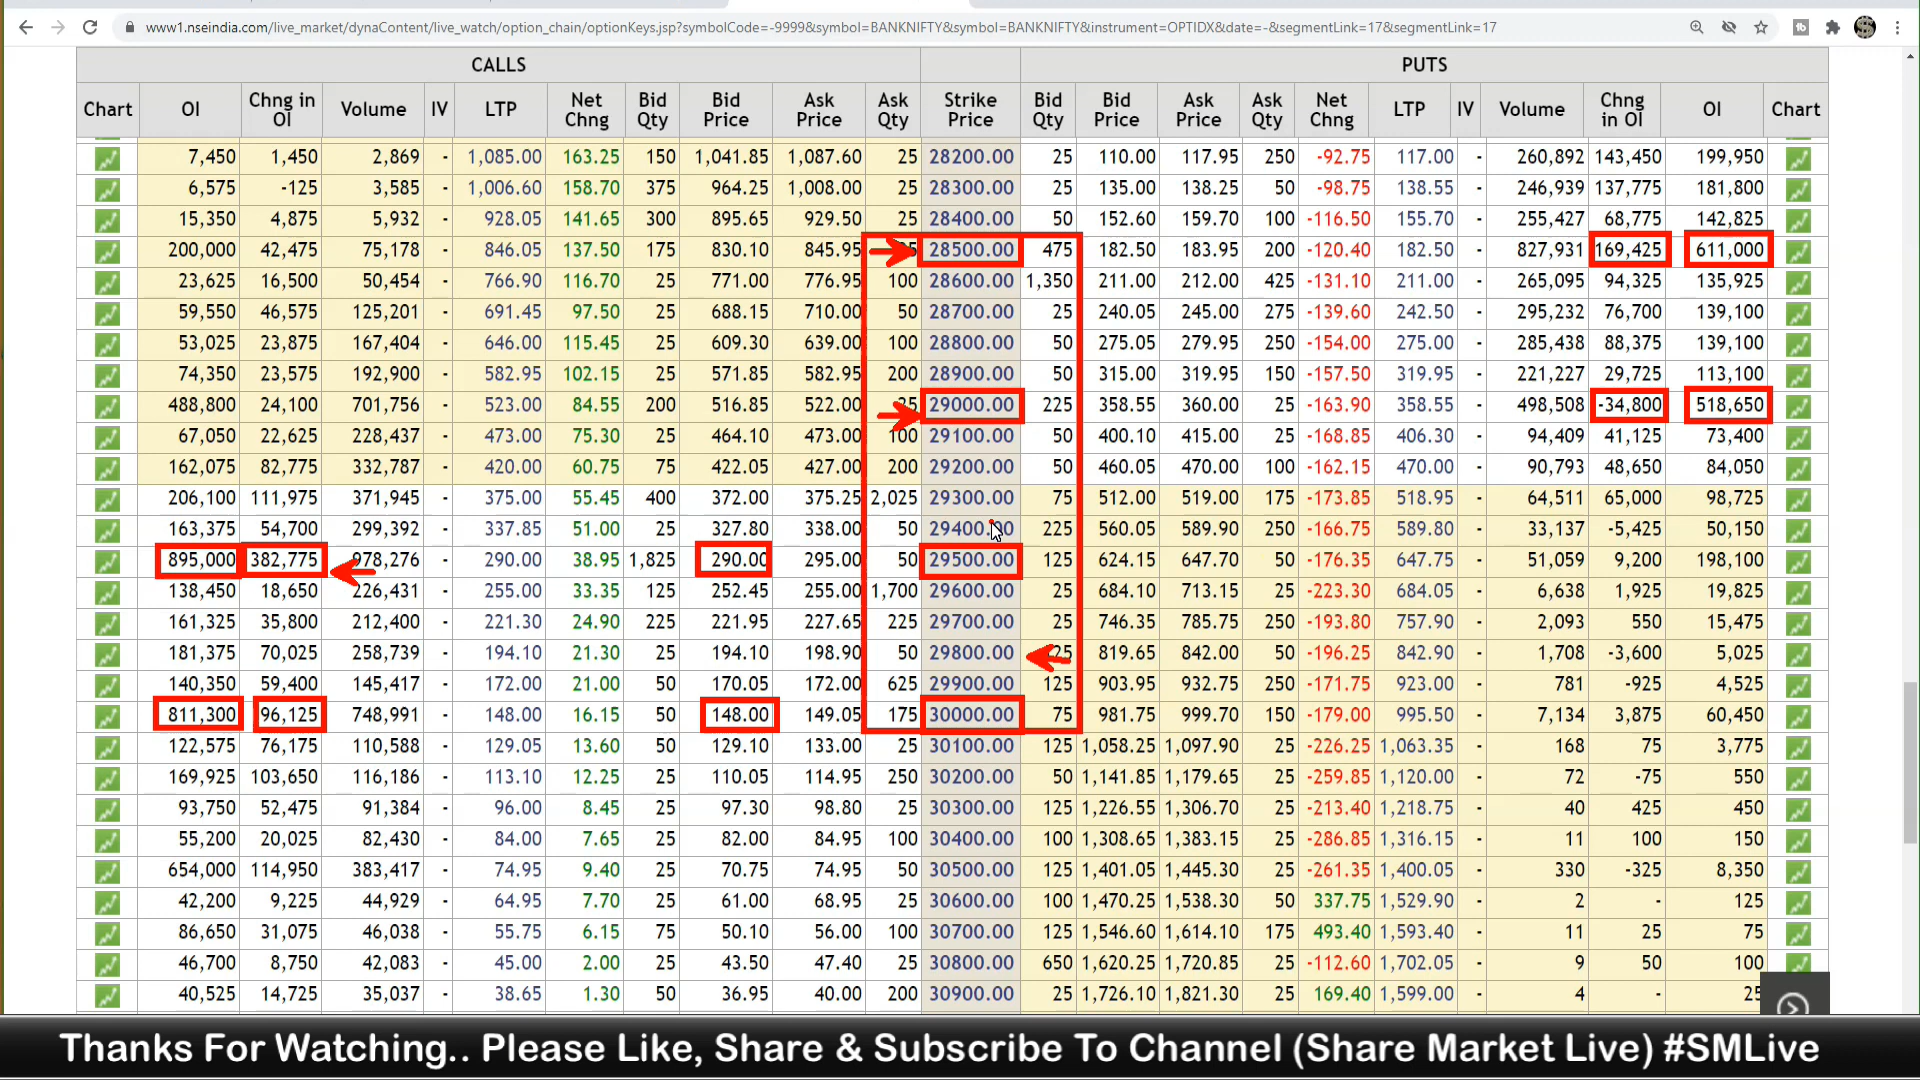 www1.nseindia.com/live_market/dynaContent/live_watch/option_chain/optionKeys.jsp?symbolCode=-9999&symbol=BANKNIFTY&symbol=BANKNIFTY&instrument=OPTIDX&date=-&segmentLink=17&segmentLink=17
CALLS PUTS
Chart OI Chng in OI Volume IV LTP Net Chng Bid Qty Bid Price Ask Price Ask Qty Strike Price Bid Qty Bid Price Ask Price Ask Qty Net Chng LTP IV Volume Chng in OI OI Chart
7,450 1,450 2,869 - 1,085.00 163.25 150 1,041.85 1,087.60 25 28200.00 25 110.00 117.95 250 -92.75 117.00 - 260,892 143,450 199,950
6,575 -125 3,585 - 1,006.60 158.70 375 964.25 1,008.00 25 28300.00 25 135.00 138.25 50 -98.75 138.55 - 246,939 137,775 181,800
15,350 4,875 5,932 - 928.05 141.65 300 895.65 929.50 25 28400.00 50 152.60 159.70 100 -116.50 155.70 - 255,427 68,775 142,825
200,000 42,475 75,178 - 846.05 137.50 175 830.10 845.95 28500.00 475 182.50 183.95 200 -120.40 182.50 - 827,931 169,425 611,000
23,625 16,500 50,454 - 766.90 116.70 25 771.00 776.95 100 28600.00 1,350 211.00 212.00 425 -131.10 211.00 - 265,095 94,325 135,925
59,550 46,575 125,201 - 691.45 97.50 25 688.15 710.00 50 28700.00 25 240.05 245.00 275 -139.60 242.50 - 295,232 76,700 139,100
53,025 23,875 167,404 - 646.00 115.45 25 609.30 639.00 100 28800.00 50 275.05 279.95 250 -154.00 275.00 - 285,438 88,375 139,100
74,350 23,575 192,900 - 582.95 102.15 25 571.85 582.95 200 28900.00 50 315.00 319.95 150 -157.50 319.95 - 221,227 29,725 113,100
488,800 24,100 701,756 - 523.00 84.55 200 516.85 522.00 25 29000.00 225 358.55 360.00 25 -163.90 358.55 - 498,508 -34,800 518,650
67,050 22,625 228,437 - 473.00 75.30 25 464.10 473.00 100 29100.00 50 400.10 415.00 25 -168.85 406.30 - 94,409 41,125 73,400
162,075 82,775 332,787 - 420.00 60.75 75 422.05 427.00 200 29200.00 50 460.05 470.00 100 -162.15 470.00 - 90,793 48,650 84,050
206,100 111,975 371,945 - 375.00 55.45 400 372.00 375.25 2,025 29300.00 75 512.00 519.00 175 -173.85 518.95 - 64,511 65,000 98,725
163,375 54,700 299,392 - 337.85 51.00 25 327.80 338.00 50 29400.00 225 560.05 589.90 250 -166.75 589.80 - 33,137 -5,425 50,150
895,000 382,775 978,276 - 290.00 38.95 1,825 290.00 295.00 50 29500.00 125 624.15 647.70 50 -176.35 647.75 - 51,059 9,200 198,100
138,450 18,650 226,431 - 255.00 33.35 125 252.45 255.00 1,700 29600.00 25 684.10 713.15 25 -223.30 684.05 - 6,638 1,925 19,825
161,325 35,800 212,400 - 221.30 24.90 225 221.95 227.65 225 29700.00 25 746.35 785.75 250 -193.80 757.90 - 2,093 550 15,475
181,375 70,025 258,739 - 194.10 21.30 25 194.10 198.90 50 29800.00 25 819.65 842.00 50 -196.25 842.90 - 1,708 -3,600 5,025
140,350 59,400 145,417 - 172.00 21.00 50 170.05 172.00 625 29900.00 125 903.95 932.75 250 -171.75 923.00 - 781 -925 4,525
811,300 96,125 748,991 - 148.00 16.15 50 148.00 149.05 175 30000.00 75 981.75 999.70 150 -179.00 995.50 - 7,134 3,875 60,450
122,575 76,175 110,588 - 129.05 13.60 50 129.10 133.00 25 30100.00 125 1,058.25 1,097.90 25 -226.25 1,063.35 - 168 75 3,775
169,925 103,650 116,186 - 113.10 12.25 25 110.05 114.95 250 30200.00 50 1,141.85 1,179.65 25 -259.85 1,120.00 - 72 -75 550
93,750 52,475 91,384 - 96.00 8.45 25 97.30 98.80 25 30300.00 125 1,226.55 1,306.70 25 -213.40 1,218.75 - 40 425 450
55,200 20,025 82,430 - 84.00 7.65 25 82.00 84.95 100 30400.00 100 1,308.65 1,383.15 25 -286.85 1,316.15 - 11 100 150
654,000 114,950 383,417 - 74.95 9.40 25 70.75 74.95 50 30500.00 125 1,401.05 1,445.30 25 -261.35 1,400.05 - 330 -325 8,350
42,200 9,225 44,929 - 64.95 7.70 25 61.00 68.95 25 30600.00 100 1,470.25 1,538.30 50 337.75 1,529.90 - 2 - 125
86,650 31,075 46,038 - 55.75 6.15 75 50.10 56.00 100 30700.00 125 1,546.60 1,614.10 175 493.40 1,593.40 - 11 25 75
46,700 8,750 42,083 - 45.00 2.00 25 43.50 47.40 25 30800.00 650 1,620.25 1,720.85 25 -112.60 1,702.05 - 9 50 100
40,525 14,725 35,037 - 38.65 1.30 50 36.95 40.00 200 30900.00 25 1,726.10 1,821.30 25 169.40 1,599.00 - 4 - 25
Thanks For Watching.. Please Like, Share & Subscribe To Channel (Share Market Live) #SMLive